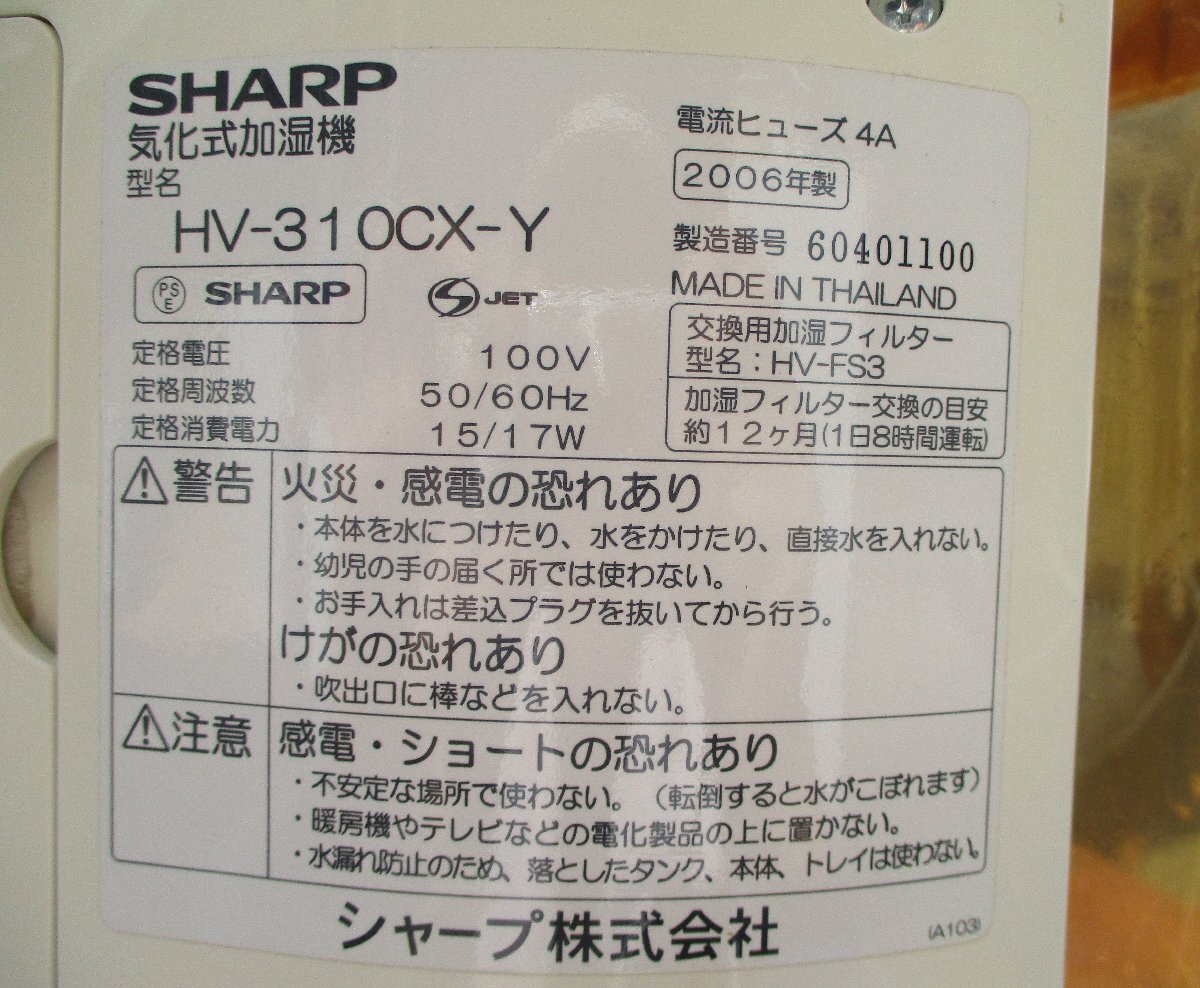 SHARP
気化式加湿機
型名
HV-310CX-Y
PS
E
SHARP
S JET
定格電圧 100V
定格周波数 50/60Hz
定格消費電力 15/17W
電流ヒューズ 4A
2006年製
製造番号 60401100
MADE IN THAILAND
交換用加湿フィルター
型名：HV-FS3
加湿フィルター交換の目安
約12ヶ月(1日8時間運転)
⚠警告
火災・感電の恐れあり
・本体を水につけたり、水をかけたり、直接水を入れない。
・幼児の手の届く所では使わない。
・お手入れは差込プラグを抜いてから行う。
けがの恐れあり
・吹出口に棒などを入れない。
⚠注意
感電・ショートの恐れあり
・不安定な場所で使わない。（転倒すると水がこぼれます）
・暖房機やテレビなどの電化製品の上に置かない。
・水漏れ防止のため、落としたタンク、本体、トレイは使わない。
シャープ株式会社
(A103)